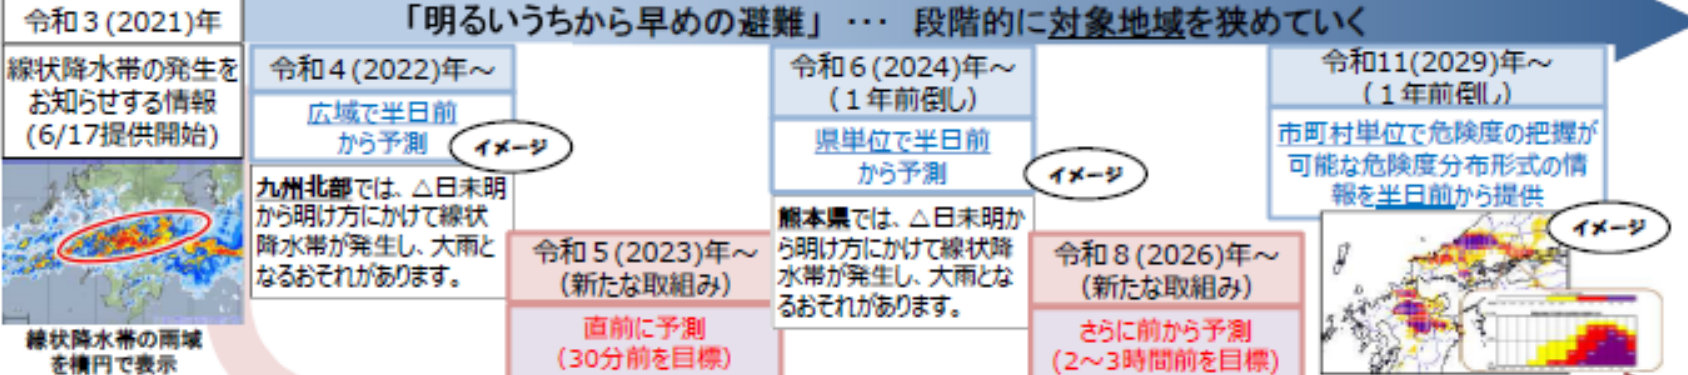 令和3(2021)年
「明るいうちから早めの避難」 ･･･ 段階的に対象地域を狭めていく
線状降水帯の発生を
お知らせする情報
(6/17提供開始)
線状降水帯の雨域
を楕円で表示
令和4(2022)年～
広域で半日前
から予測
イメージ
九州北部では、△日未明
から明け方にかけて線状
降水帯が発生し、大雨と
なるおそれがあります。
令和5(2023)年～
（新たな取組み）
直前に予測
（30分前を目標）
令和6(2024)年～
（1年前倒し）
県単位で半日前
から予測
イメージ
熊本県では、△日未明か
ら明け方にかけて線状降
水帯が発生し、大雨とな
るおそれがあります。
令和8(2026)年～
（新たな取組み）
さらに前から予測
（2～3時間前を目標）
令和11(2029)年～
（1年前倒し）
市町村単位で危険度の把握が
可能な危険度分布形式の情
報を半日前から提供
イメージ